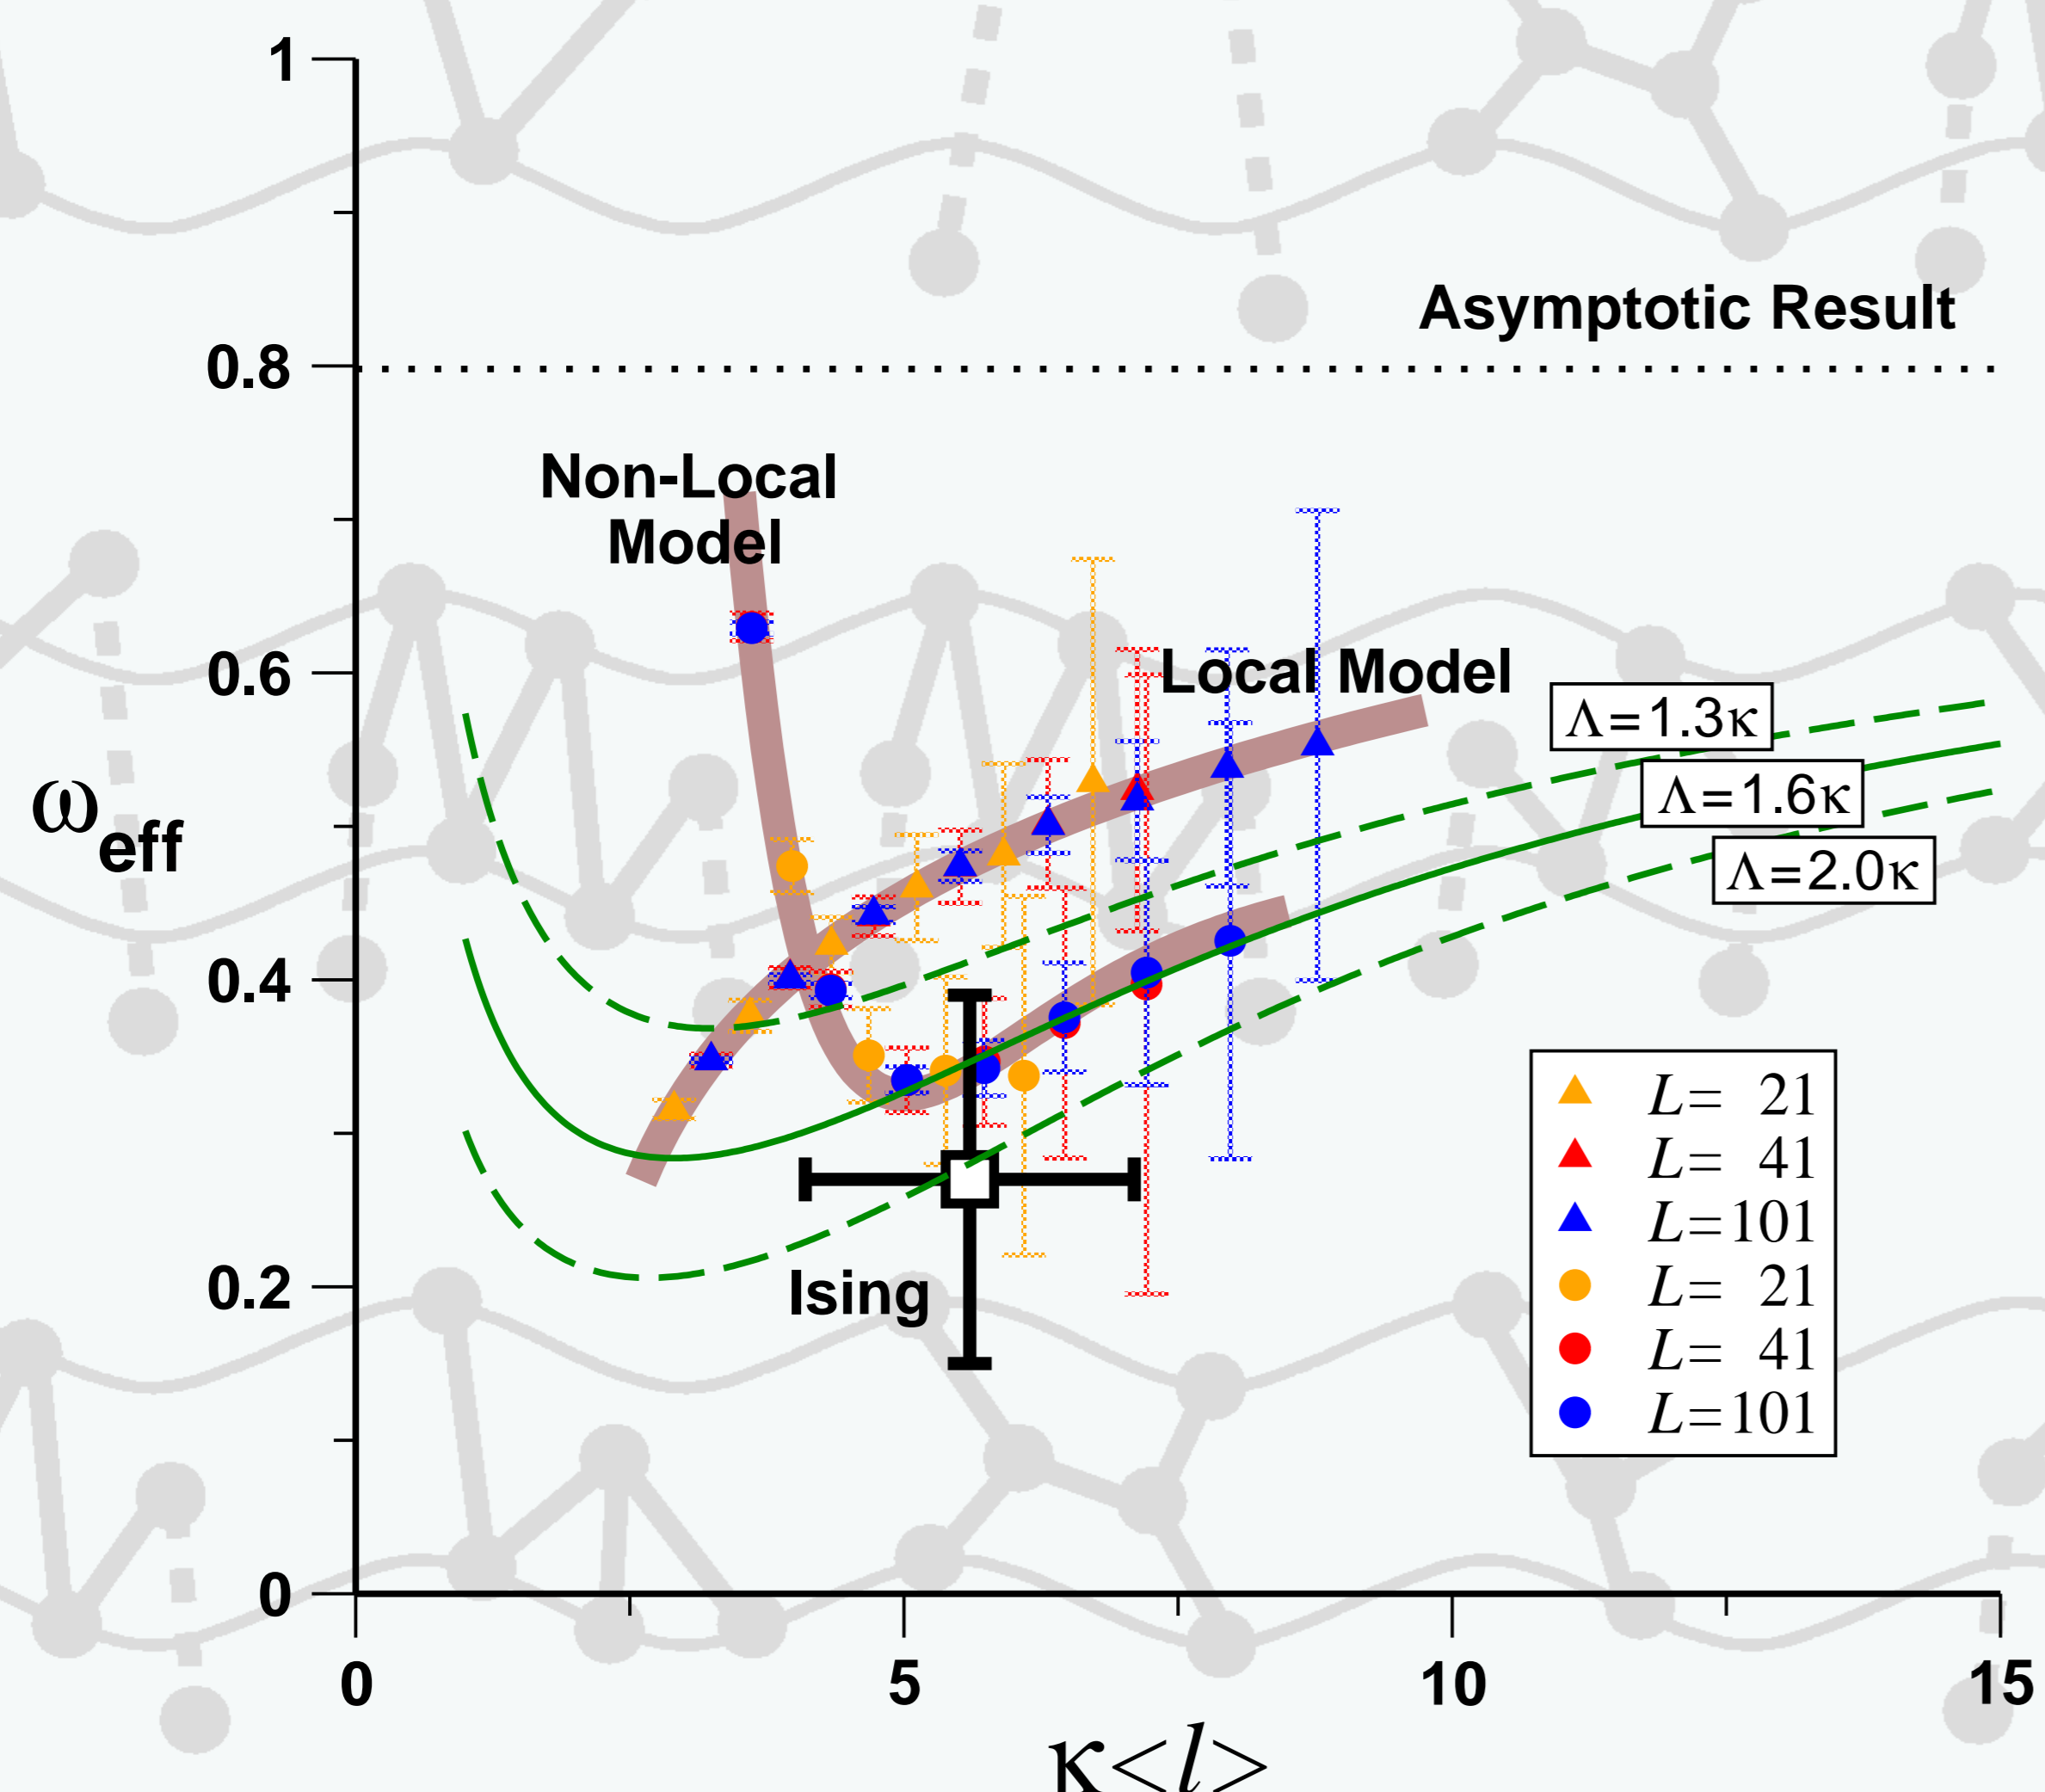 1
Asymptotic Result
0.8
Non-Local
Model
Local Model
0.6
Λ=1.3κ
Λ=1.6κ
Λ=2.0κ
ωeff
0.4
L= 21
L= 41
L=101
L= 21
L= 41
L=101
0.2
Ising
0
0 5 10 15
κ<l>